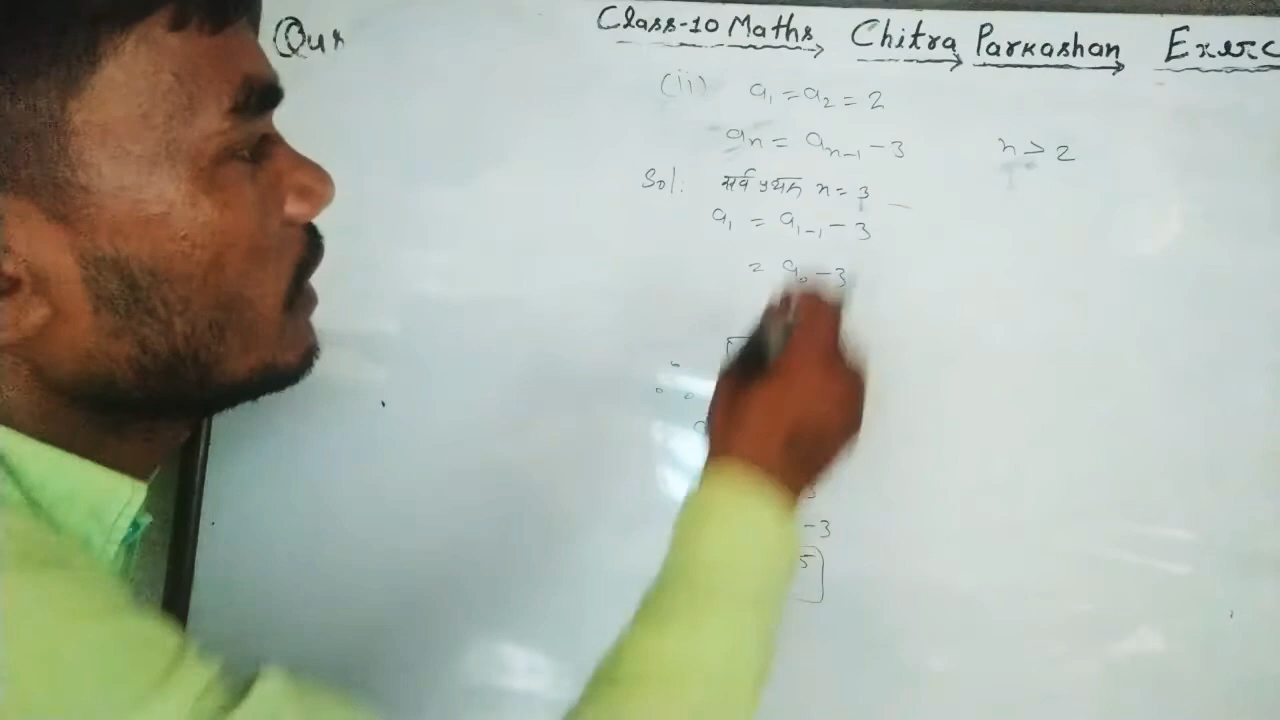 Qus
Class-10 Maths Chitra Parkashan Exerc
(ii) a₁ = a₂ = 2
aₙ = aₙ₋₁ - 3 n > 2
Sol. सर्व प्रथम n = 3
a₁ = a₁₋₁ - 3
= a₀ - 3
- 3
5